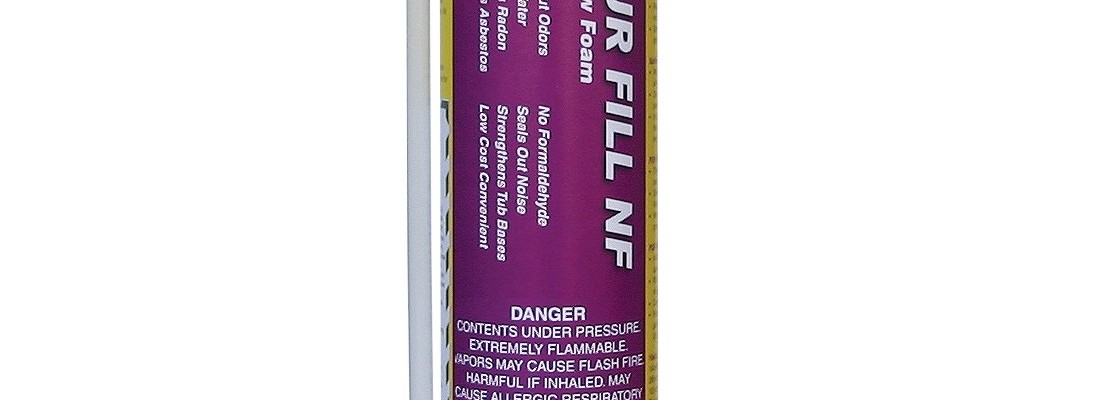 UR FILL NF
w Foam
ut Odors
ater
Radon
Asbestos
No Formaldehyde
Seals Out Noise
Strengthens Tub Bases
Low Cost Convenient
DANGER
CONTENTS UNDER PRESSURE.
EXTREMELY FLAMMABLE.
VAPORS MAY CAUSE FLASH FIRE.
HARMFUL IF INHALED. MAY
CAUSE ALLERGIC RESPIRATORY